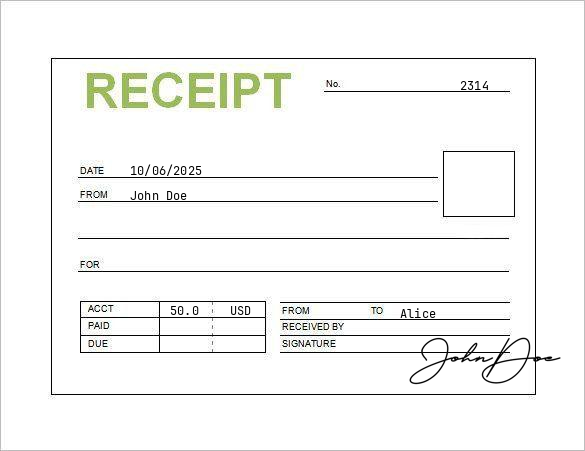 RECEIPT No. 2314
DATE 10/06/2025
FROM John Doe
FOR
ACCT 50.0 USD FROM TO Alice
PAID RECEIVED BY
DUE SIGNATURE John Doe